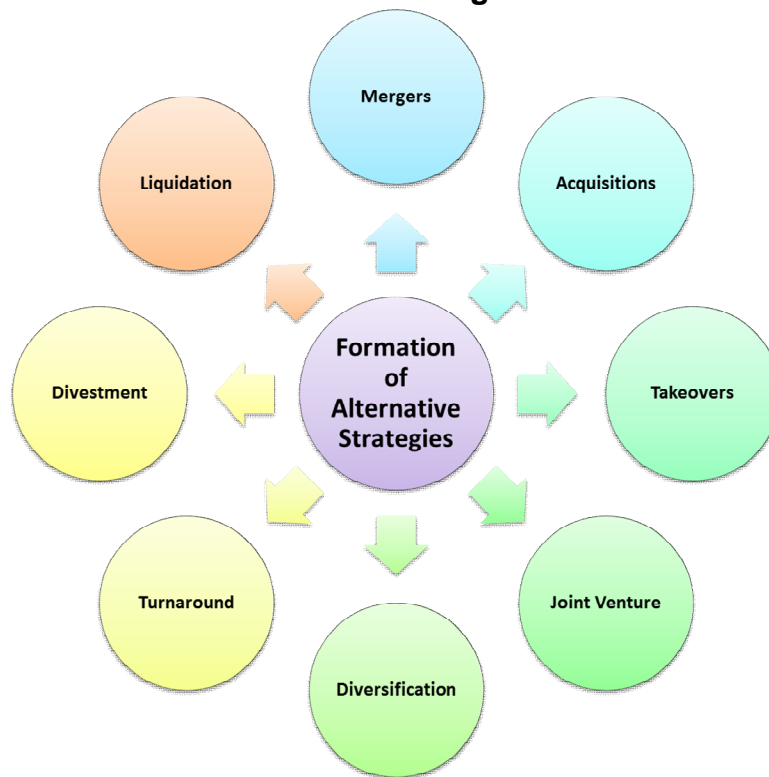 Mergers
Acquisitions
Takeovers
Joint Venture
Diversification
Turnaround
Divestment
Liquidation
Formation
of
Alternative
Strategies